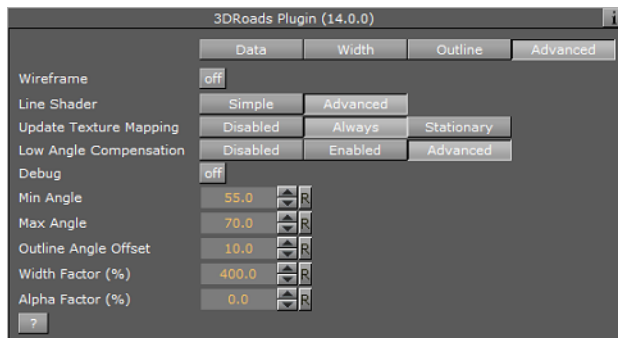 3DRoads Plugin (14.0.0) i
Data Width Outline Advanced
Wireframe off
Line Shader Simple Advanced
Update Texture Mapping Disabled Always Stationary
Low Angle Compensation Disabled Enabled Advanced
Debug off
Min Angle 55.0 R
Max Angle 70.0 R
Outline Angle Offset 10.0 R
Width Factor (%) 400.0 R
Alpha Factor (%) 0.0 R
?